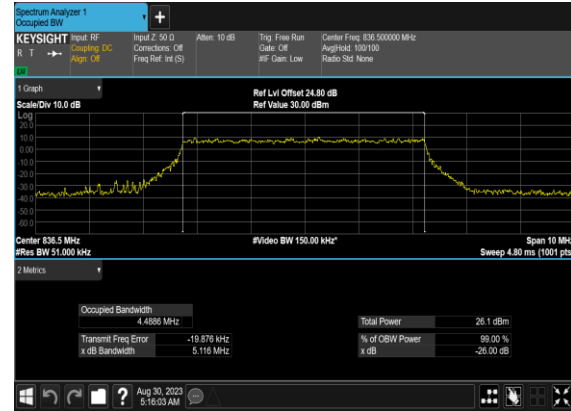 Spectrum Analyzer 1
Occupied BW
+
KEYSIGHT Input: RF Input Z: 50 Ω Atten: 10 dB Trig: Free Run Center Freq: 836.500000 MHz
R T Coupling: DC Corrections: Off Gate: Off Avg|Hold: 100/100
Align: Off Freq Ref: Int (S) #IF Gain: Low Radio Std: None
LV
1 Graph
Ref Lvl Offset 24.80 dB
Scale/Div 10.0 dB Ref Value 30.00 dBm
Log
20.0
10.0
0.00
-10.0
-20.0
-30.0
-40.0
-50.0
-60.0
Center 836.5 MHz #Video BW 150.00 kHz* Span 10 MHz
#Res BW 51.000 kHz Sweep 4.80 ms (1001 pts
2 Metrics
Occupied Bandwidth
4.4886 MHz Total Power 26.1 dBm
Transmit Freq Error -19.876 kHz % of OBW Power 99.00 %
x dB Bandwidth 5.116 MHz x dB -26.00 dB
? Aug 30, 2023
5:16:03 AM